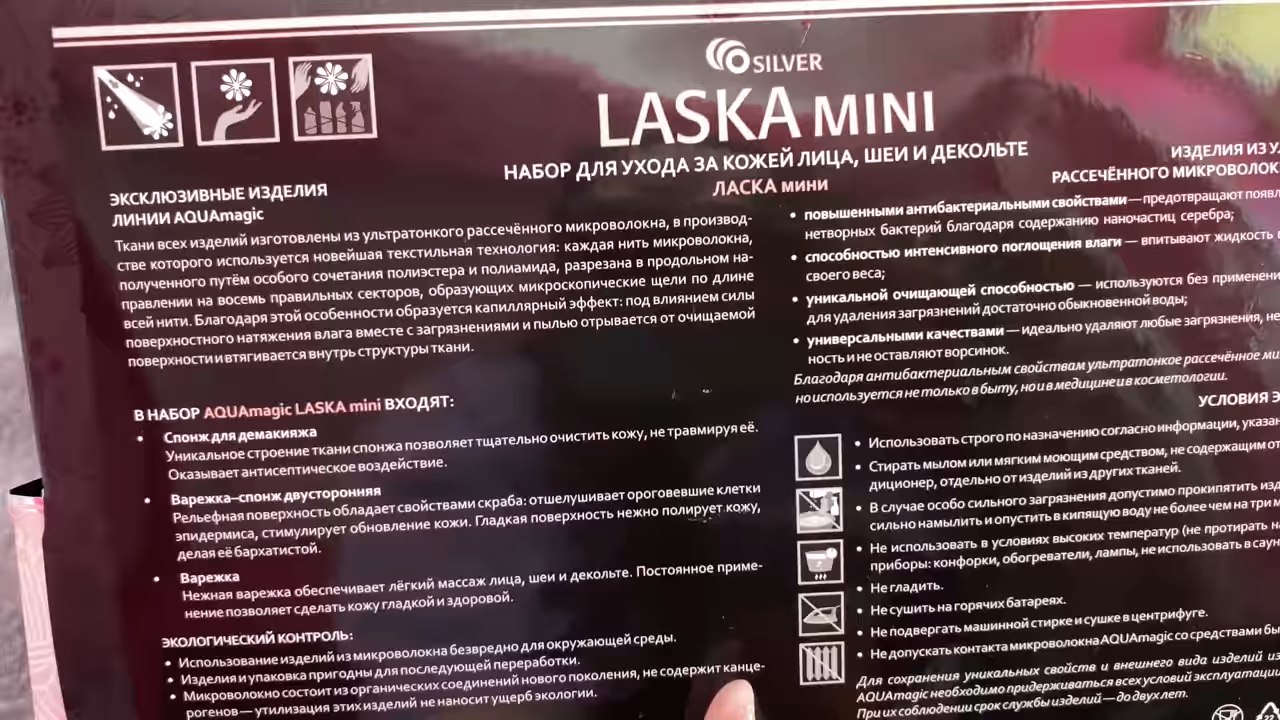 SILVER
LASKA MINI
НАБОР ДЛЯ УХОДА ЗА КОЖЕЙ ЛИЦА, ШЕИ И ДЕКОЛЬТЕ
ЛАСКА мини
ЭКСКЛЮЗИВНЫЕ ИЗДЕЛИЯ
ЛИНИИ AQUAmagic
Ткани всех изделий изготовлены из ультратонкого рассечённого микроволокна, в производ-
стве которого используется новейшая текстильная технология: каждая нить микроволокна,
полученного путём особого сочетания полиэстера и полиамида, разрезана в продольном на-
правлении на восемь правильных секторов, образующих микроскопические щели по длине
всей нити. Благодаря этой особенности образуется капиллярный эффект: под влиянием силы
поверхностного натяжения влага вместе с загрязнениями и пылью отрывается от очищаемой
поверхности и втягивается внутрь структуры ткани.
В НАБОР AQUAmagic LASKA mini ВХОДЯТ:
• Спонж для демакияжа
Уникальное строение ткани спонжа позволяет тщательно очистить кожу, не травмируя её.
Оказывает антисептическое воздействие.
• Варежка–спонж двусторонняя
Рельефная поверхность обладает свойствами скраба: отшелушивает ороговевшие клетки
эпидермиса, стимулирует обновление кожи. Гладкая поверхность нежно полирует кожу,
делая её бархатистой.
• Варежка
Нежная варежка обеспечивает лёгкий массаж лица, шеи и декольте. Постоянное приме-
нение позволяет сделать кожу гладкой и здоровой.
ЭКОЛОГИЧЕСКИЙ КОНТРОЛЬ:
• Использование изделий из микроволокна безвредно для окружающей среды.
• Изделия и упаковка пригодны для последующей переработки.
• Микроволокно состоит из органических соединений нового поколения, не содержит канце-
рогенов — утилизация этих изделий не наносит ущерб экологии.
ИЗДЕЛИЯ ИЗ
РАССЕЧЁННОГО
• повышенными антибактериальными свойствами — предотвращают
нетворных бактерий благодаря содержанию наночастиц серебра;
• способностью интенсивного поглощения влаги — впитывают жидкость
своего веса;
• уникальной очищающей способностью — используются без
для удаления загрязнений достаточно обыкновенной воды;
• универсальными качествами — идеально удаляют любые загрязнения,
ность и не оставляют ворсинок.
Благодаря антибактериальным свойствам ультратонкое рассечённое
но используется не только в быту, но и в медицине и в косметологии.
УСЛОВИЯ
• Использовать строго по назначению согласно информации,
• Стирать мылом или мягким моющим средством, не содержащим
диционер, отдельно от изделий из других тканей.
• В случае особо сильного загрязнения допустимо прокипятить
сильно намылить и опустить в кипящую воду не более чем на три
• Не использовать в условиях высоких температур (не протирать
приборы: конфорки, обогреватели, лампы, не использовать в
• Не гладить.
• Не сушить на горячих батареях.
• Не подвергать машинной стирке и сушке в центрифуге.
• Не допускать контакта микроволокна AQUAmagic со средствами
Для сохранения уникальных свойств и внешнего вида изделий
AQUAmagic необходимо придерживаться всех условий эксплуатации.
При их соблюдении срок службы изделий — до двух лет.